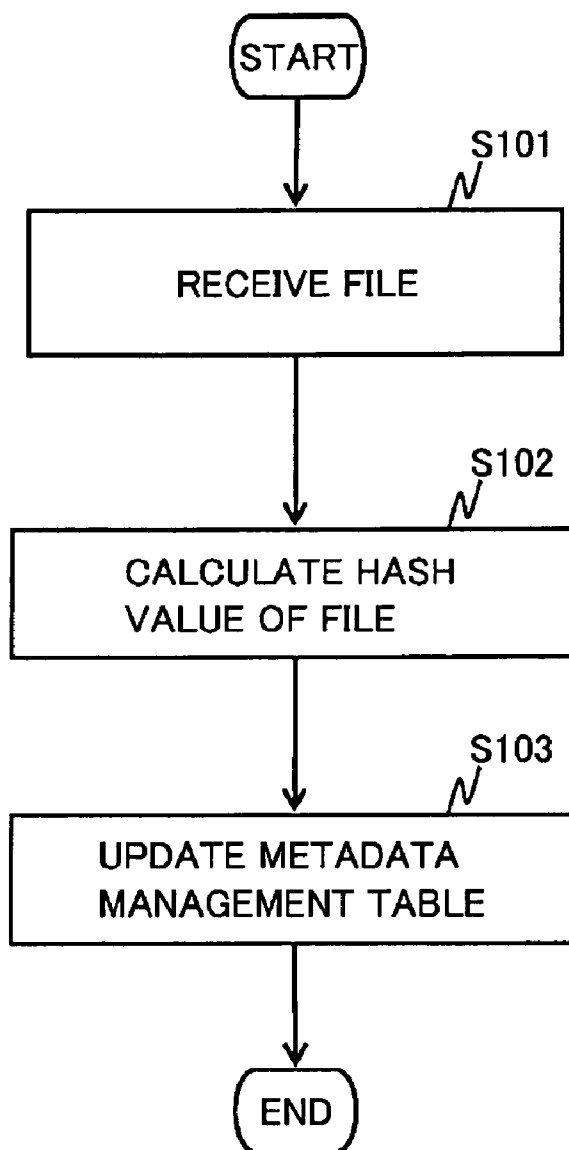 START
S101
RECEIVE FILE
S102
CALCULATE HASH
VALUE OF FILE
S103
UPDATE METADATA
MANAGEMENT TABLE
END